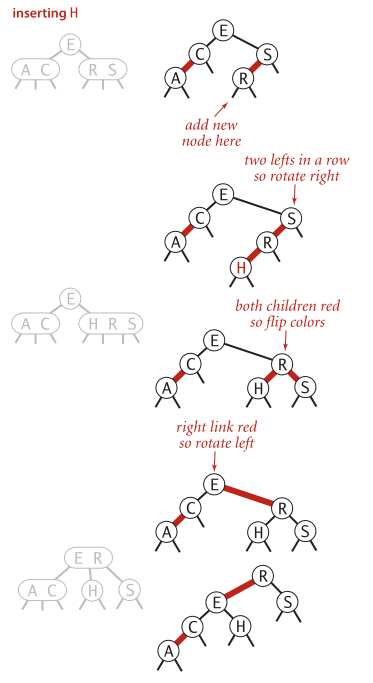 inserting H
E
A C
R S
E
C
S
A
R
add new
node here
two lefts in a row
so rotate right
E
C
S
A
R
H
E
A C
H R S
both children red
so flip colors
E
C
R
A
H
S
right link red
so rotate left
E
C
R
A
H
S
E R
A C
H
S
R
E
S
C
H
A